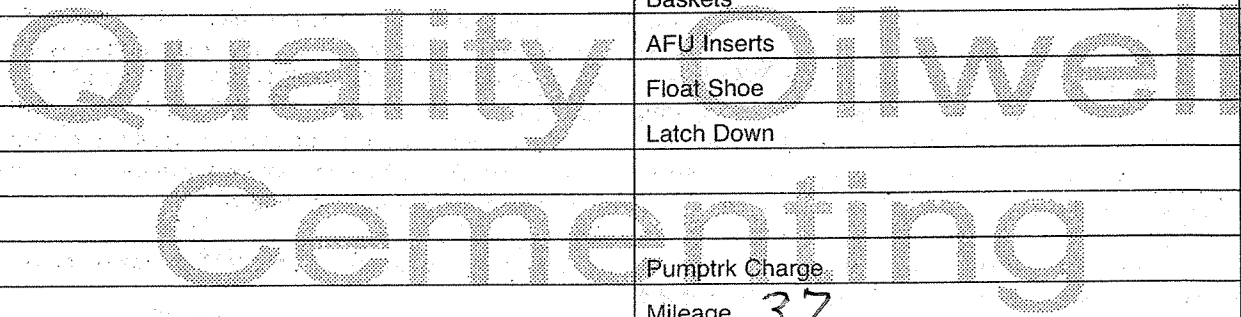 Baskets
AFU Inserts
Quality Oilwell
Float Shoe
Latch Down
Cementing
Pumptrk Charge
Mileage 37